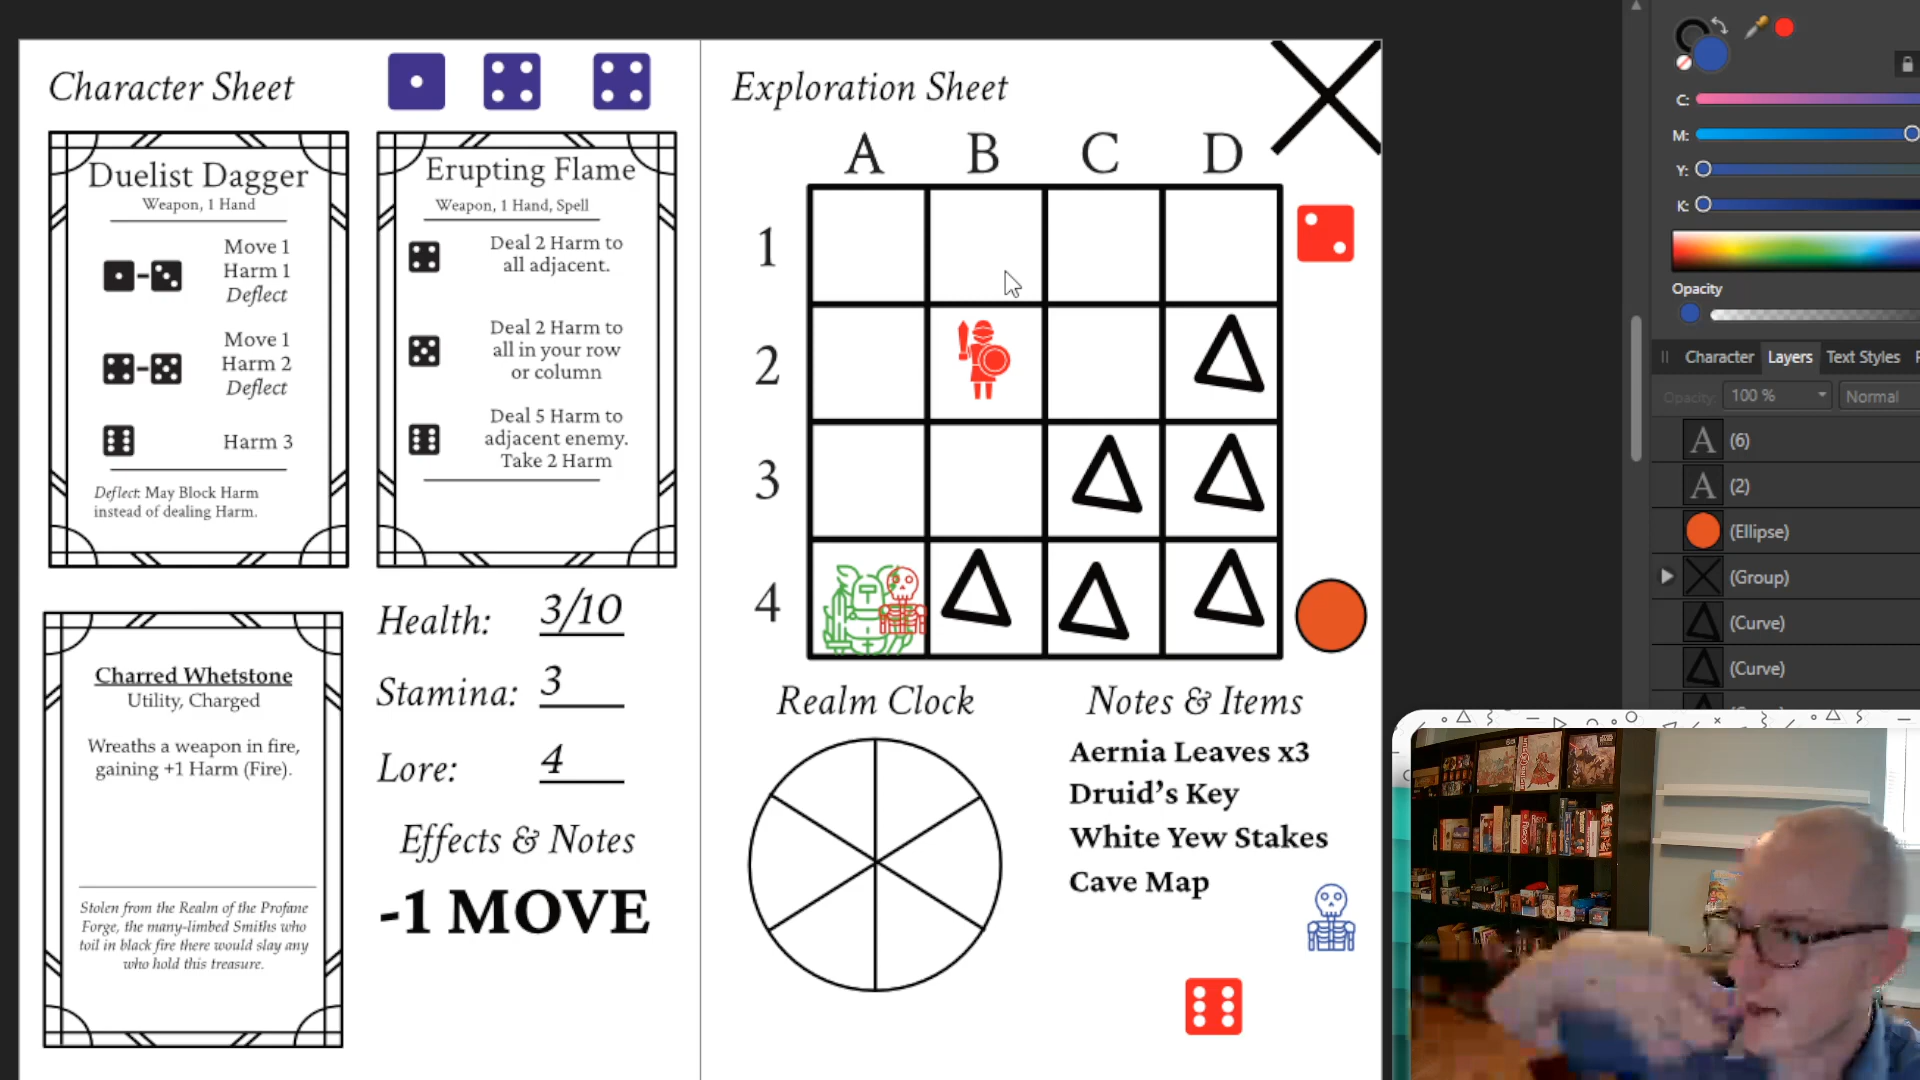 Character Sheet
Duelist Dagger
Weapon, 1 Hand
Move 1
Harm 1
Deflect
Move 1
Harm 2
Deflect
Harm 3
Deflect: May Block Harm
instead of dealing Harm.
Erupting Flame
Weapon, 1 Hand, Spell
Deal 2 Harm to
all adjacent.
Deal 2 Harm to
all in your row
or column
Deal 5 Harm to
adjacent enemy.
Take 2 Harm
Charred Whetstone
Utility, Charged
Wreaths a weapon in fire,
gaining +1 Harm (Fire).
Stolen from the Realm of the Profane
Forge, the many-limbed Smiths who
toil in black fire there would slay any
who hold this treasure.
Health: 3/10
Stamina: 3
Lore: 4
Effects & Notes
-1 MOVE
Exploration Sheet
A B C D
1
2
3
4
Realm Clock
Notes & Items
Aernia Leaves x3
Druid's Key
White Yew Stakes
Cave Map
C:
M:
Y:
K:
Opacity
Character Layers Text Styles
Opacity: 100 % Normal
A (6)
A (2)
(Ellipse)
(Group)
(Curve)
(Curve)